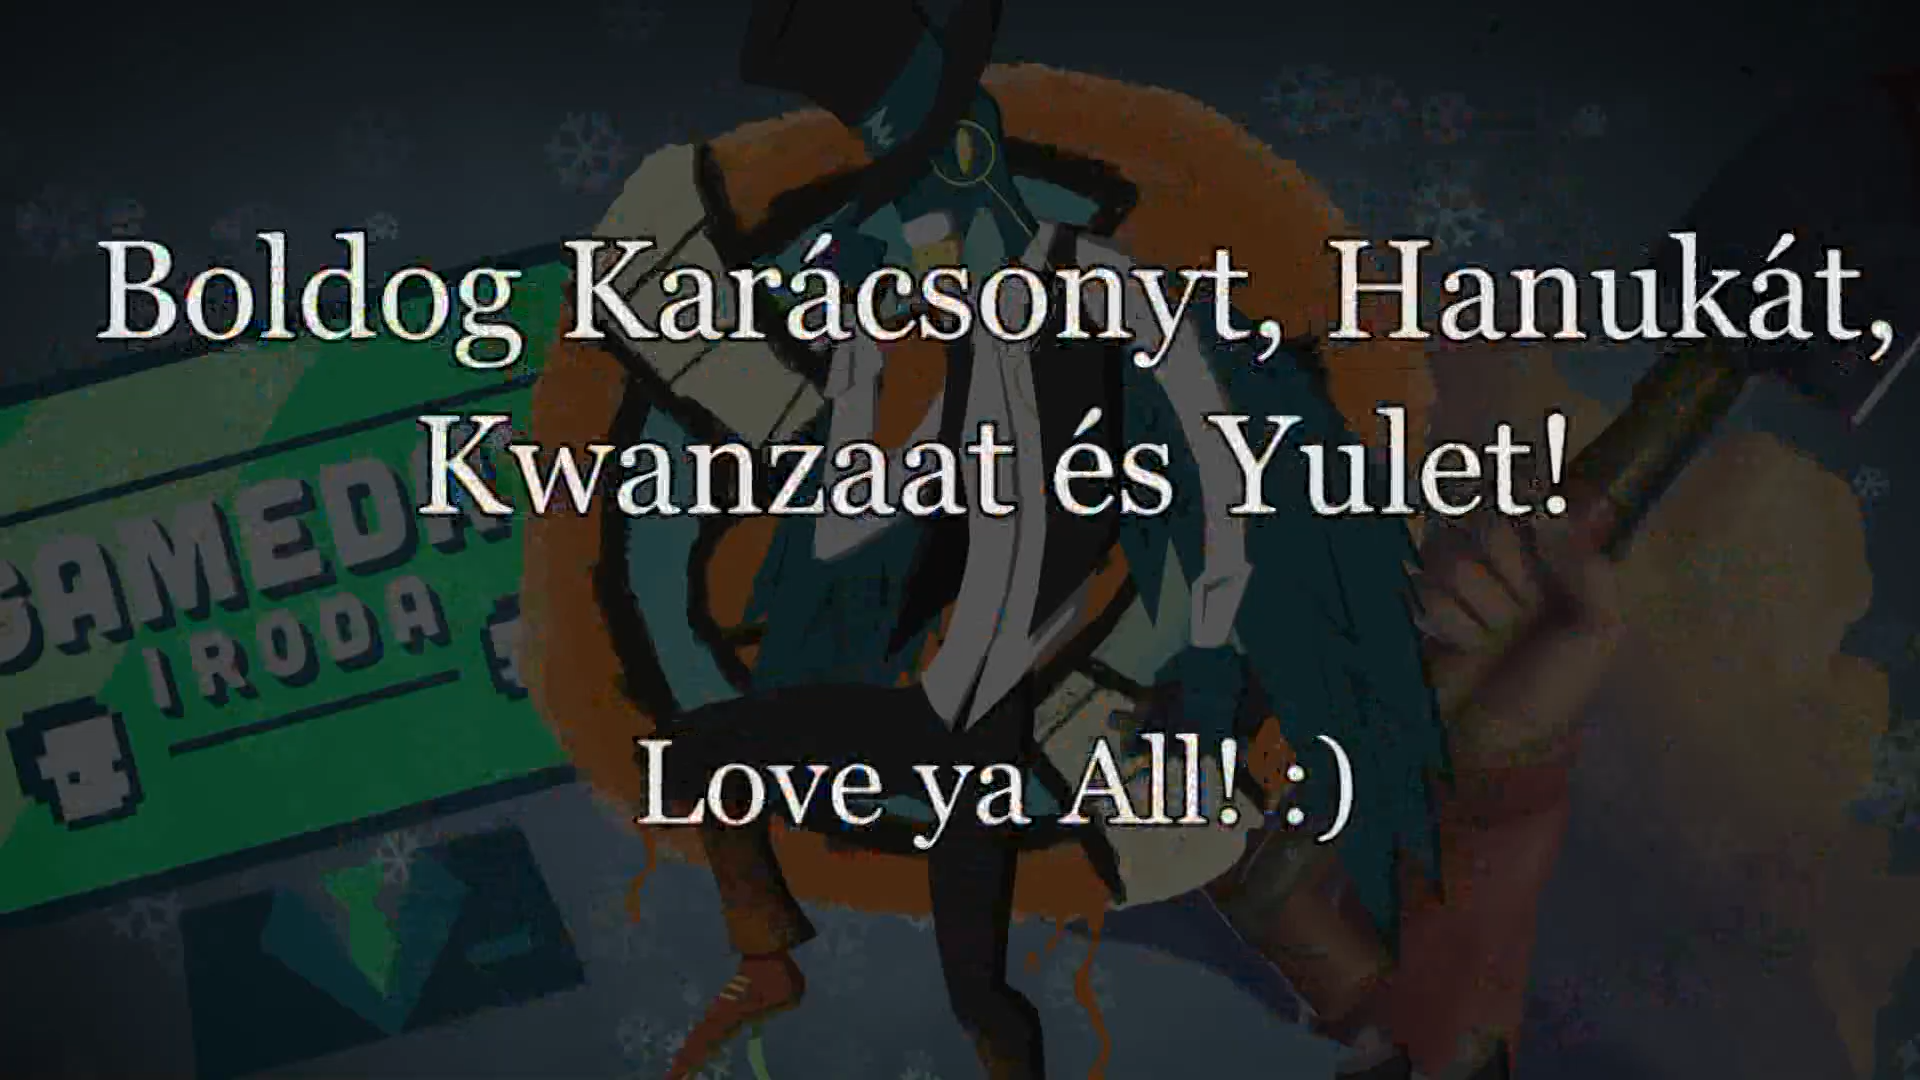 Boldog Karácsonyt, Hanukát,
Kwanzaat és Yulet!
IRODA
Love ya All! :)